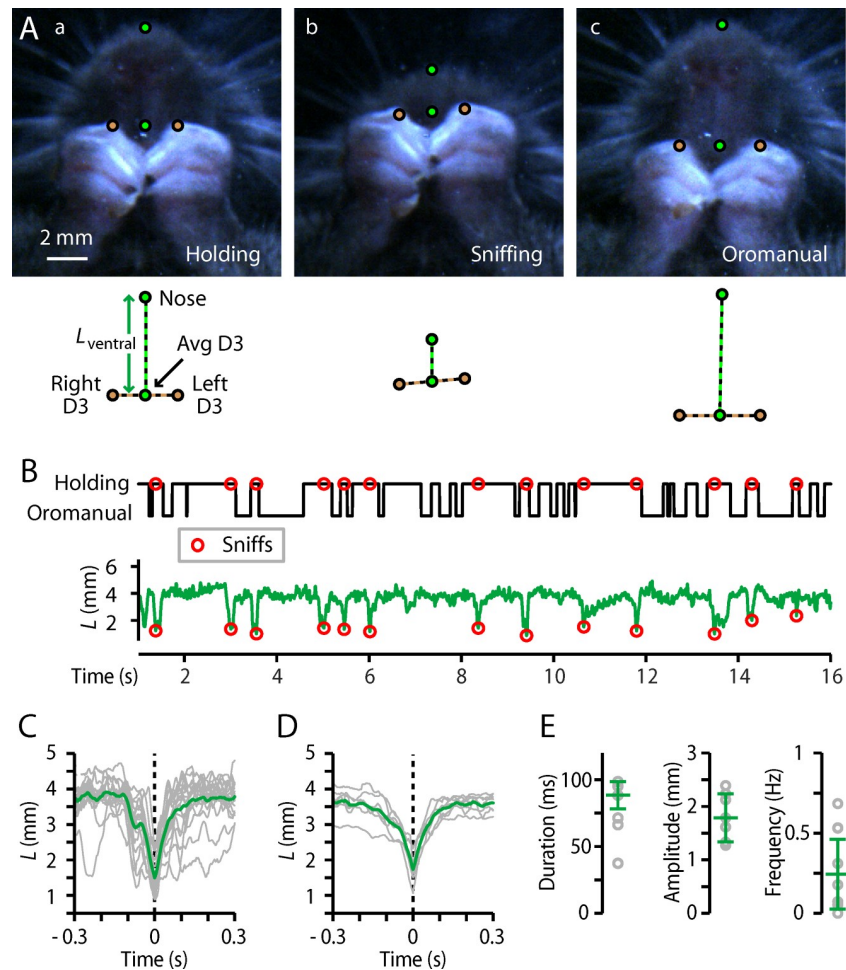 A
a
b
c
2 mm
Holding
Sniffing
Oromanual
Nose
Lventral
Avg D3
Right
D3
Left
D3
B
Holding
Oromanual
Sniffs
6
4
2
L (mm)
Time (s)
2
4
6
8
10
12
14
16
C
5
4
3
2
1
L (mm)
- 0.3
0
0.3
Time (s)
D
5
4
3
2
1
L (mm)
- 0.3
0
0.3
Time (s)
E
100
50
0
Duration (ms)
3
2
1
0
Amplitude (mm)
1
0.5
0
Frequency (Hz)